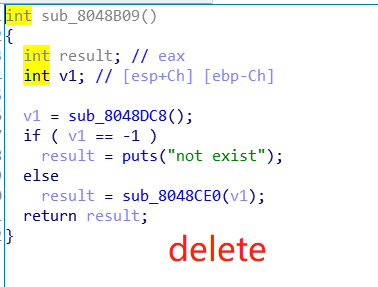 int sub_8048B09()
{
int result; // eax
int v1; // [esp+Ch] [ebp-Ch]
v1 = sub_8048DC8();
if ( v1 == -1 )
result = puts("not exist");
else
result = sub_8048CE0(v1);
return result;
}
delete